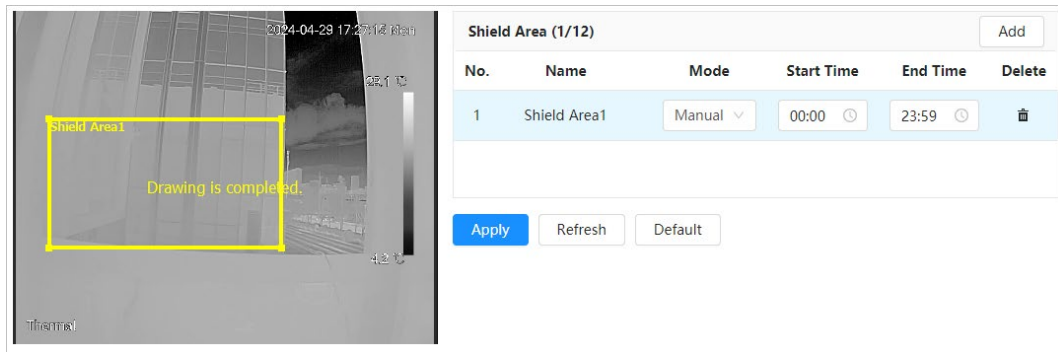 2024-04-29 17:27:15 Mon
Shield Area (1/12)
Add
No. Name Mode Start Time End Time Delete
1 Shield Area1 Manual 00:00 23:59
Apply Refresh Default
Shield Area1
Drawing is completed.
4.2 ℃
Thermal